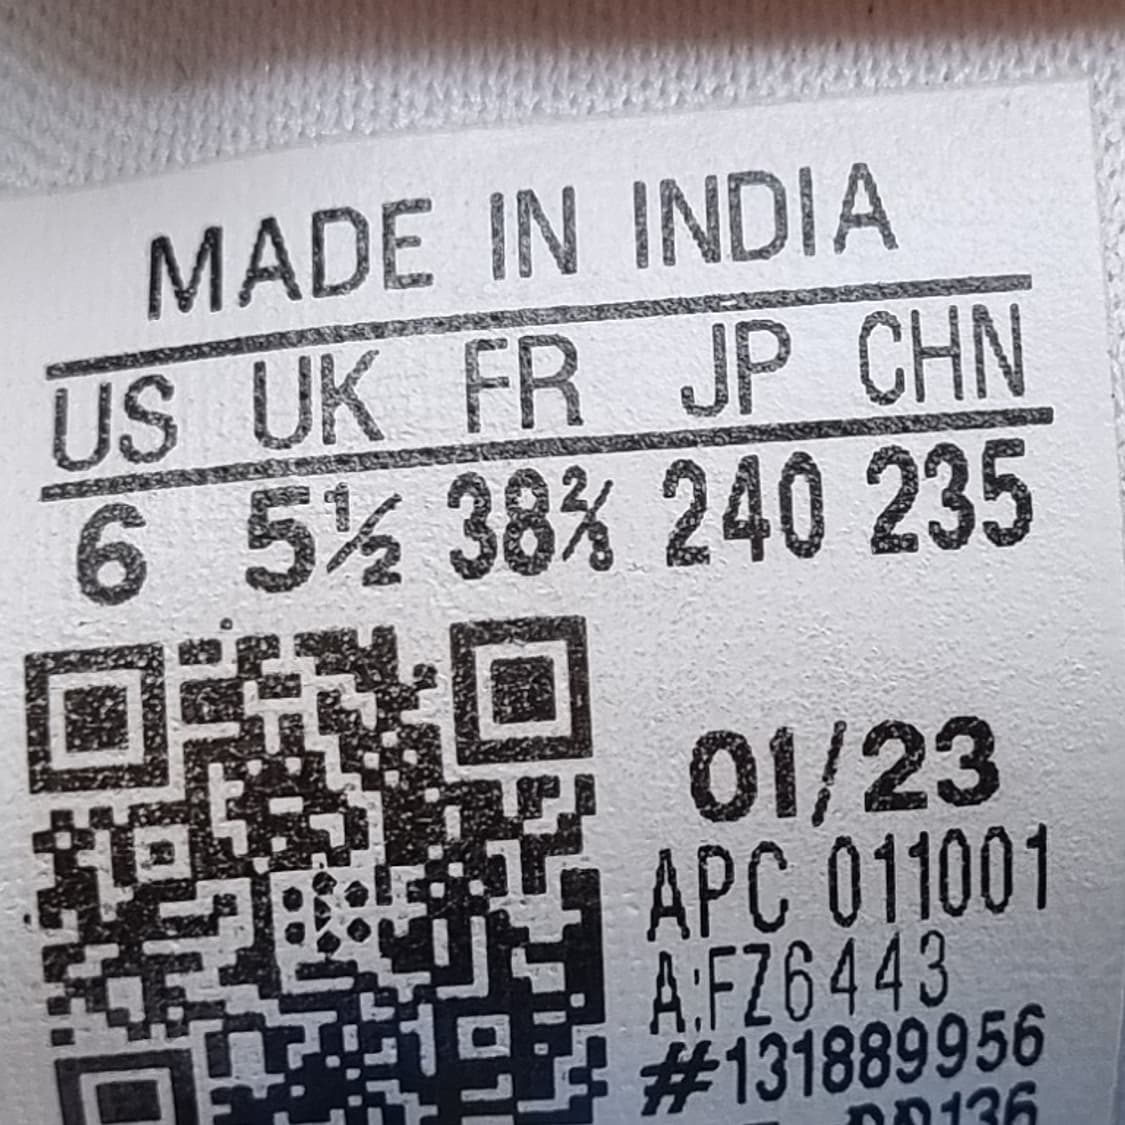 MADE IN INDIA
US UK FR JP CHN
6 5½ 38⅔ 240 235
01/23
APC 011001
A:FZ6443
#131889956